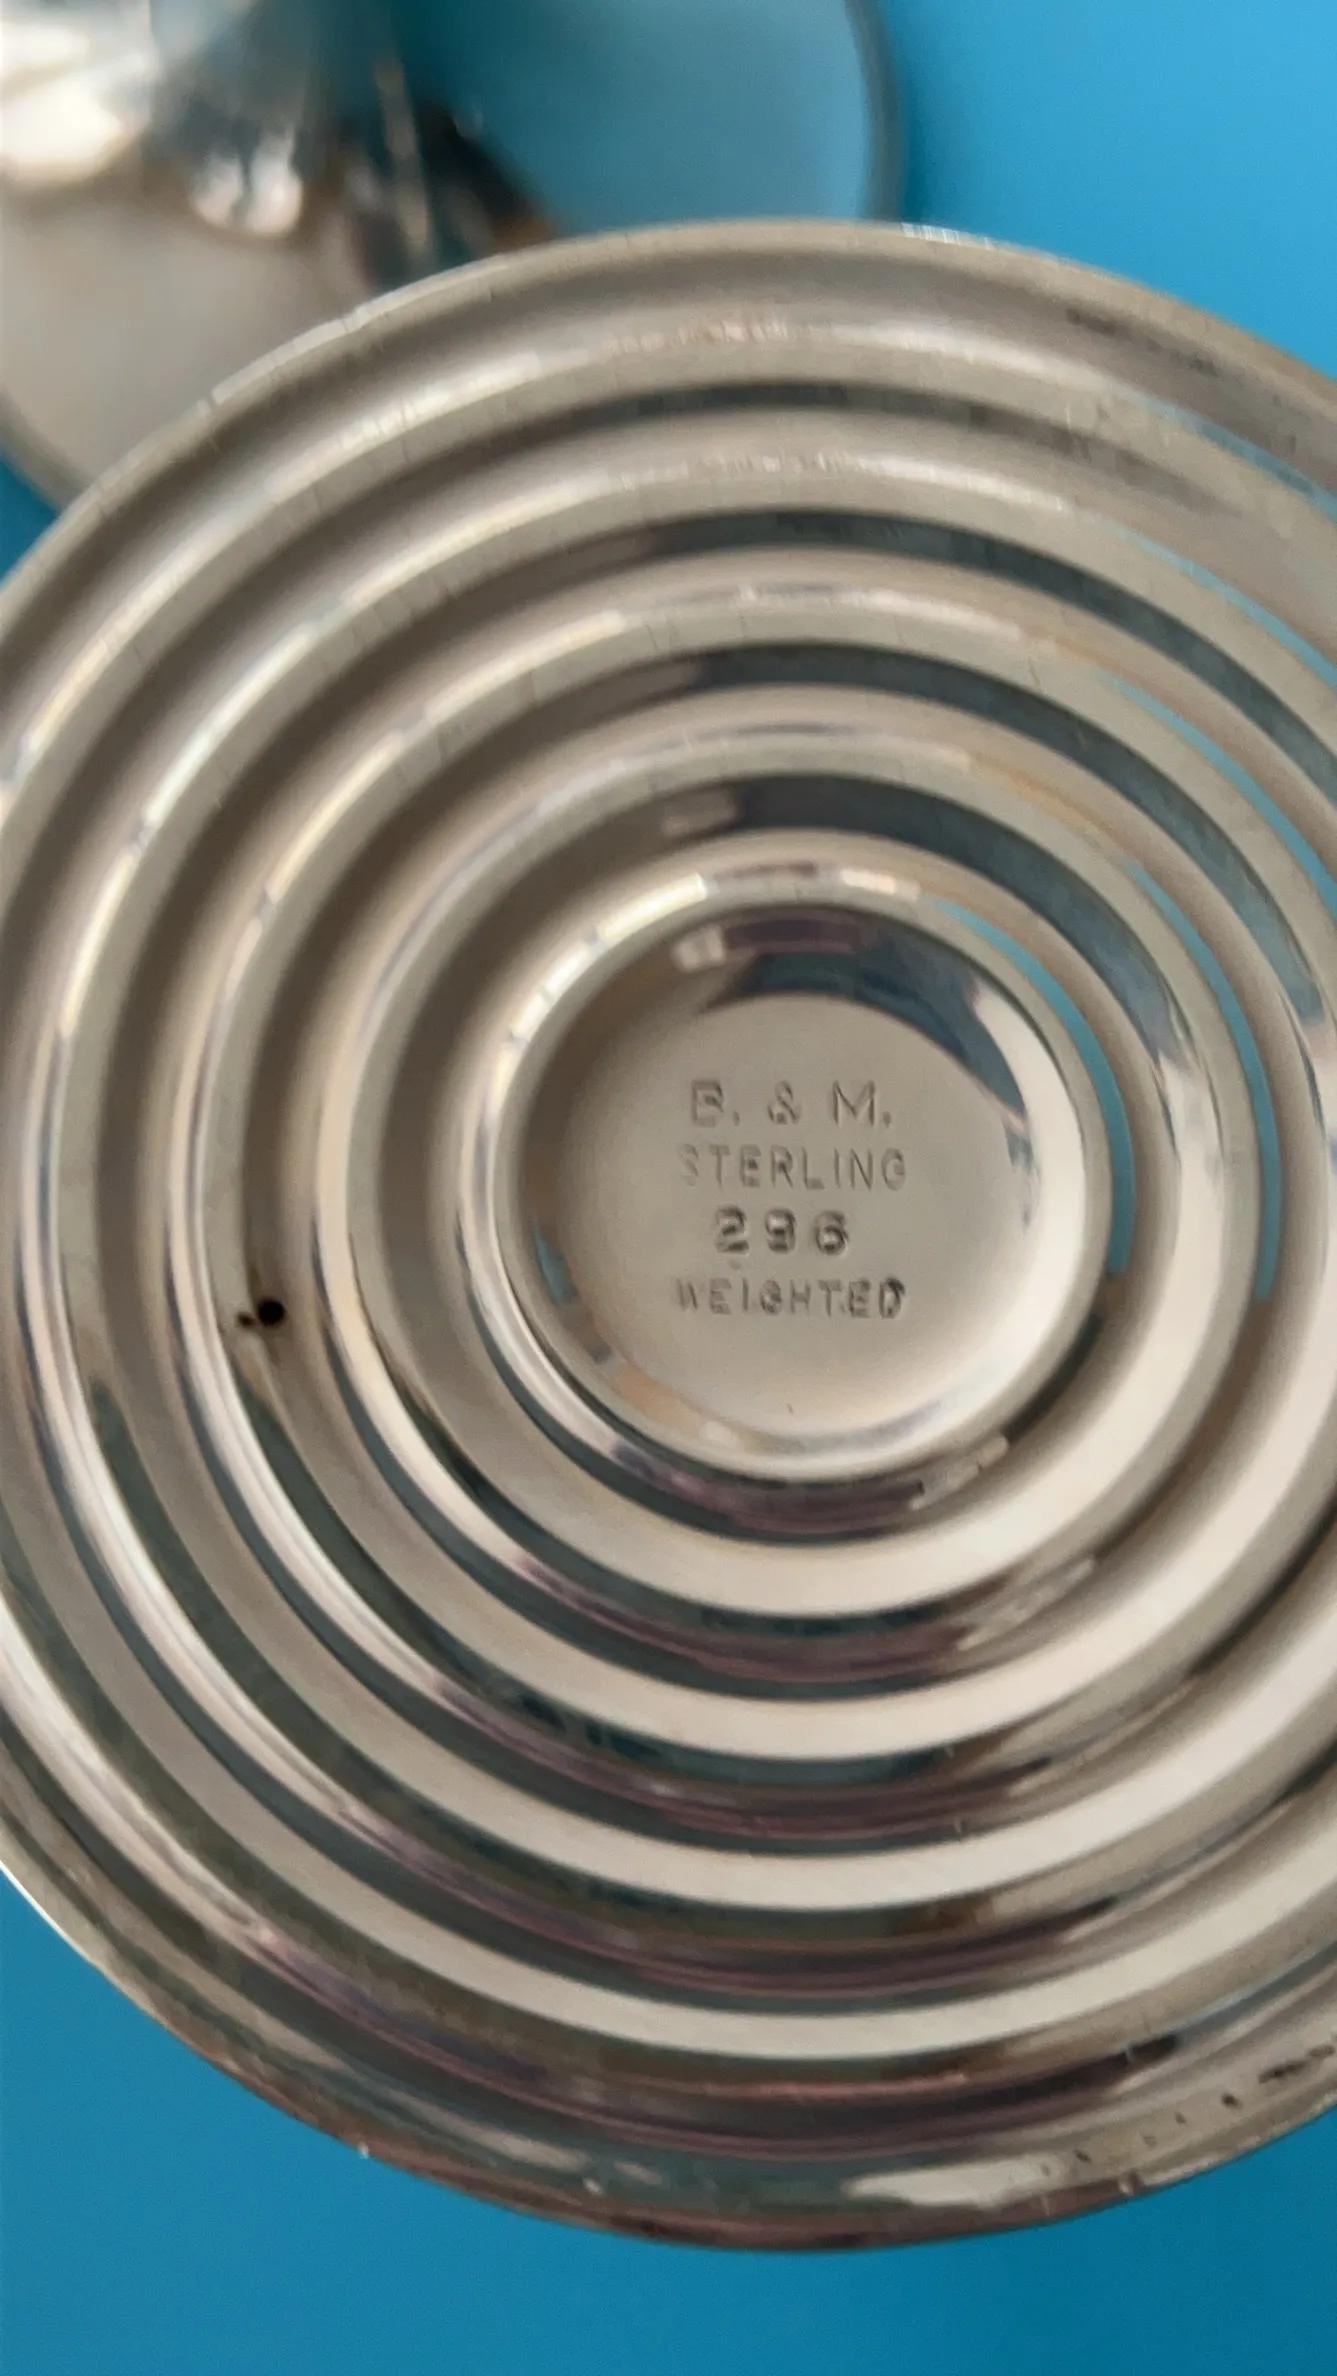 B. & M.
STERLING
296
WEIGHTED